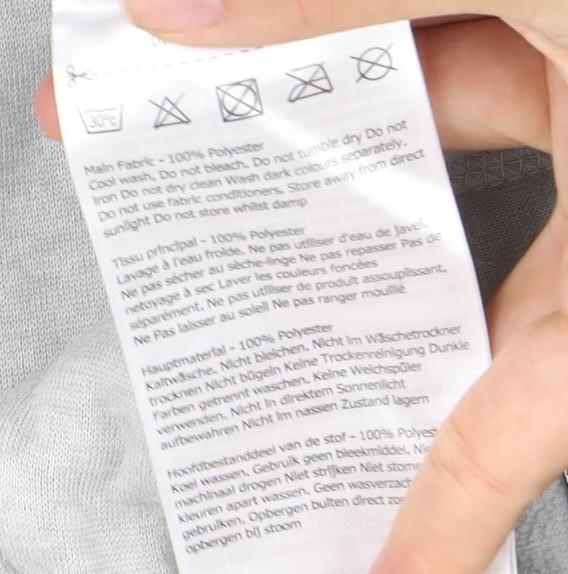 30°c
Main Fabric - 100% Polyester
Cool wash. Do not bleach. Do not tumble dry Do not
iron Do not dry clean Wash dark colours separately.
Do not use fabric conditioners. Store away from direct
sunlight Do not store whilst damp
Tissu principal - 100% Polyester
Lavage à l'eau froide. Ne pas utiliser d'eau de javel.
Ne pas sécher au sèche-linge Ne pas repasser Pas de
netoyage à sec Laver les couleurs foncées
séparément. Ne pas utiliser de produit assouplissant.
Ne Pas laisser au soleil Ne pas ranger mouillé
Hauptmaterial - 100% Polyester
Kaltwäsche. Nicht bleichen. Nicht im Wäschetrockner
trocknen Nicht bügeln Keine Trockenreinigung Dunkle
Farben getrennt waschen. Keine Weichspüler
verwenden. Nicht in direktem Sonnenlicht
aufbewahren Nicht im nassen Zustand lagern
Hoofdbestanddeel van de stof - 100% Polyes
Koel wassen. Gebruik geen bleekmiddel. Nie
machinaal drogen Niet strijken Niet stome
kleuren apart wassen. Geen wasverzach
gebruiken. Opbergen buiten direct zon
opbergen bij stoom